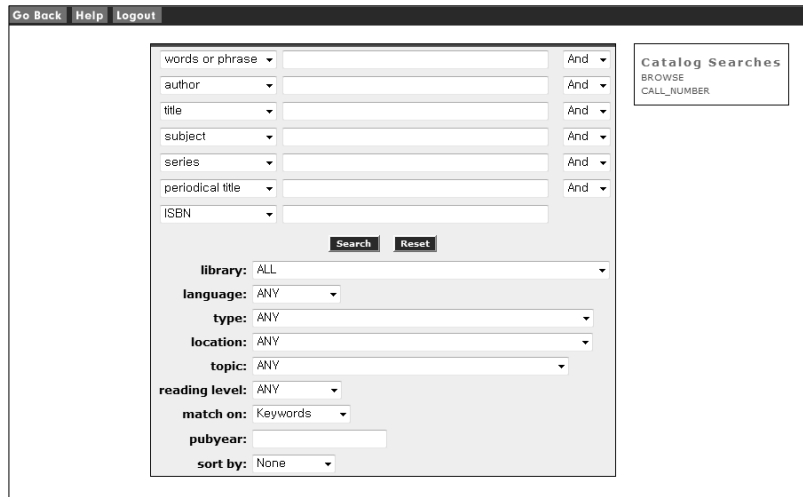 Go Back Help Logout
words or phrase And
author And
title And
subject And
series And
periodical title And
ISBN
Search Reset
library: ALL
language: ANY
type: ANY
location: ANY
topic: ANY
reading level: ANY
match on: Keywords
pubyear:
sort by: None
Catalog Searches
BROWSE
CALL_NUMBER